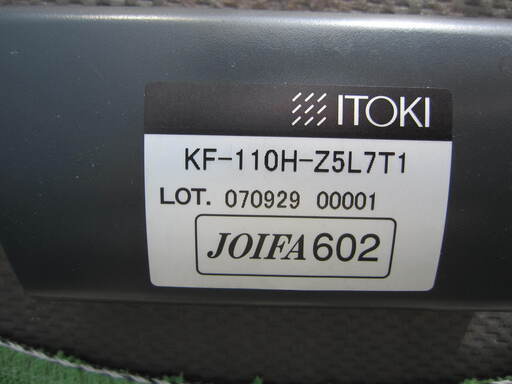 ITOKI
KF-110H-Z5L7T1
LOT. 070929 00001
JOIFA602